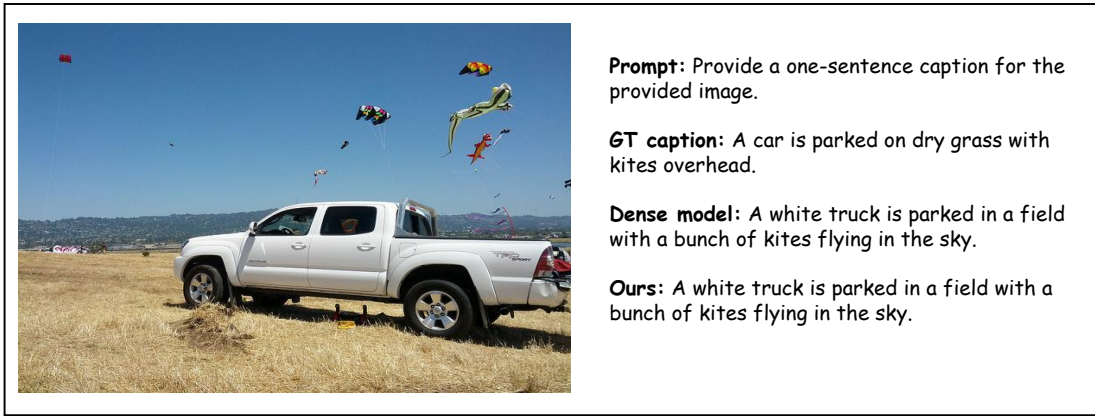 Prompt: Provide a one-sentence caption for the
provided image.
GT caption: A car is parked on dry grass with
kites overhead.
Dense model: A white truck is parked in a field
with a bunch of kites flying in the sky.
Ours: A white truck is parked in a field with a
bunch of kites flying in the sky.
TRD
SPORT